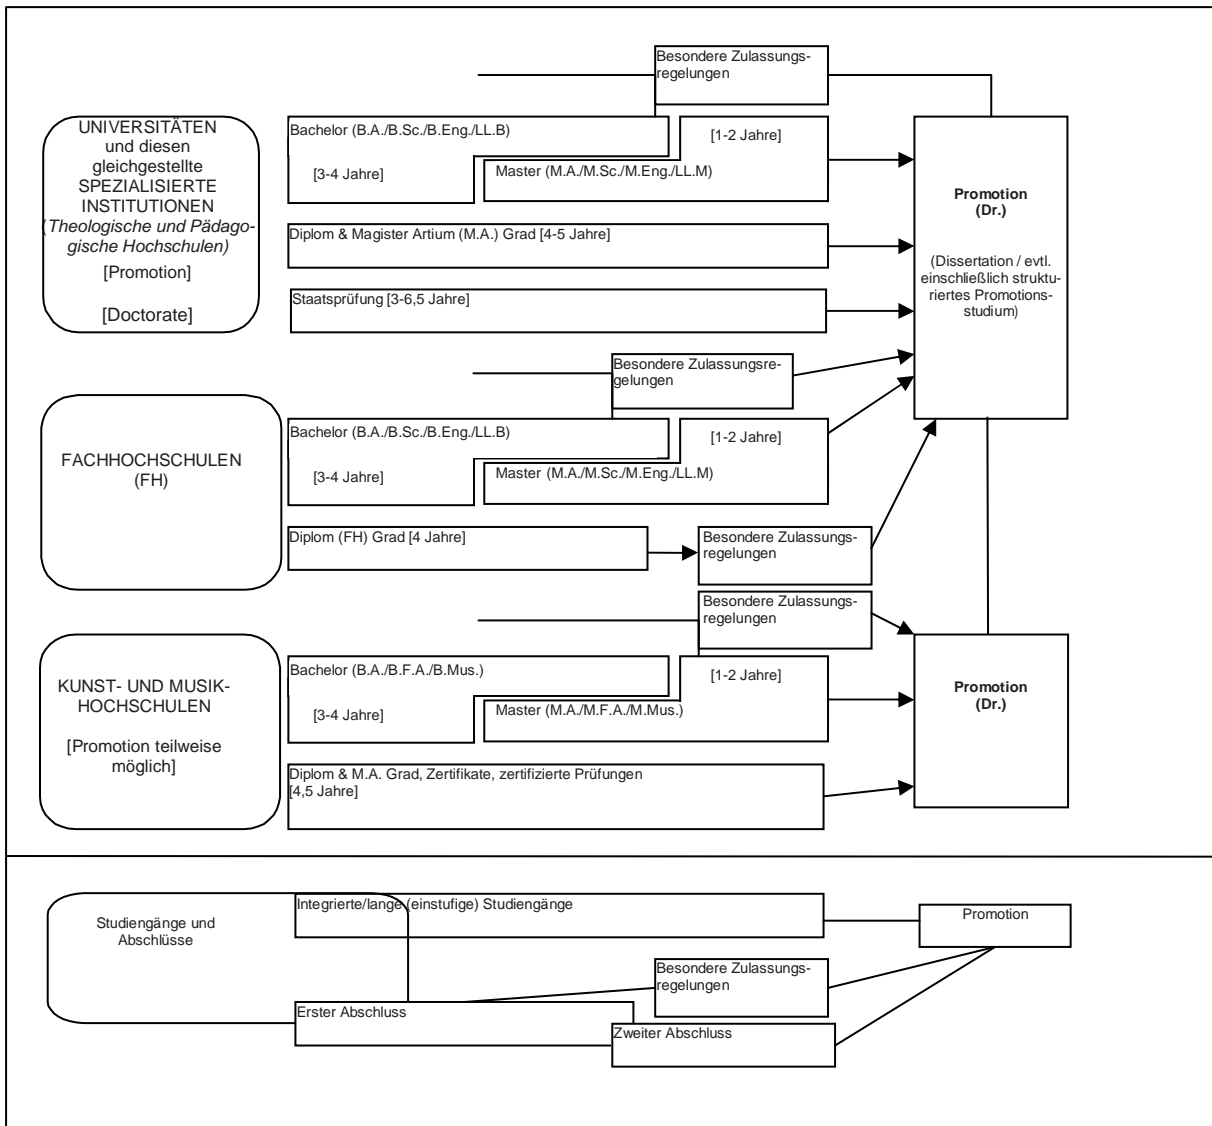 Besondere Zulassungs-
regelungen
UNIVERSITÄTEN
und diesen
gleichgestellte
SPEZIALISIERTE
INSTITUTIONEN
(Theologische und Pädago-
gische Hochschulen)
[Promotion]
[Doctorate]
Bachelor (B.A./B.Sc./B.Eng./LL.B)
[3-4 Jahre]
[1-2 Jahre]
Master (M.A./M.Sc./M.Eng./LL.M)
Diplom & Magister Artium (M.A.) Grad [4-5 Jahre]
Staatsprüfung [3-6,5 Jahre]
Promotion
(Dr.)
(Dissertation / evtl.
einschließlich struktu-
riertes Promotions-
studium)
Besondere Zulassungsre-
gelungen
FACHHOCHSCHULEN
(FH)
Bachelor (B.A./B.Sc./B.Eng./LL.B)
[3-4 Jahre]
[1-2 Jahre]
Master (M.A./M.Sc./M.Eng./LL.M)
Diplom (FH) Grad [4 Jahre]
Besondere Zulassungs-
regelungen
Besondere Zulassungs-
regelungen
KUNST- UND MUSIK-
HOCHSCHULEN
[Promotion teilweise
möglich]
Bachelor (B.A./B.F.A./B.Mus.)
[3-4 Jahre]
[1-2 Jahre]
Master (M.A./M.F.A./M.Mus.)
Diplom & M.A. Grad, Zertifikate, zertifizierte Prüfungen
[4,5 Jahre]
Promotion
(Dr.)
Studiengänge und
Abschlüsse
Integrierte/lange (einstufige) Studiengänge
Promotion
Besondere Zulassungs-
regelungen
Erster Abschluss
Zweiter Abschluss